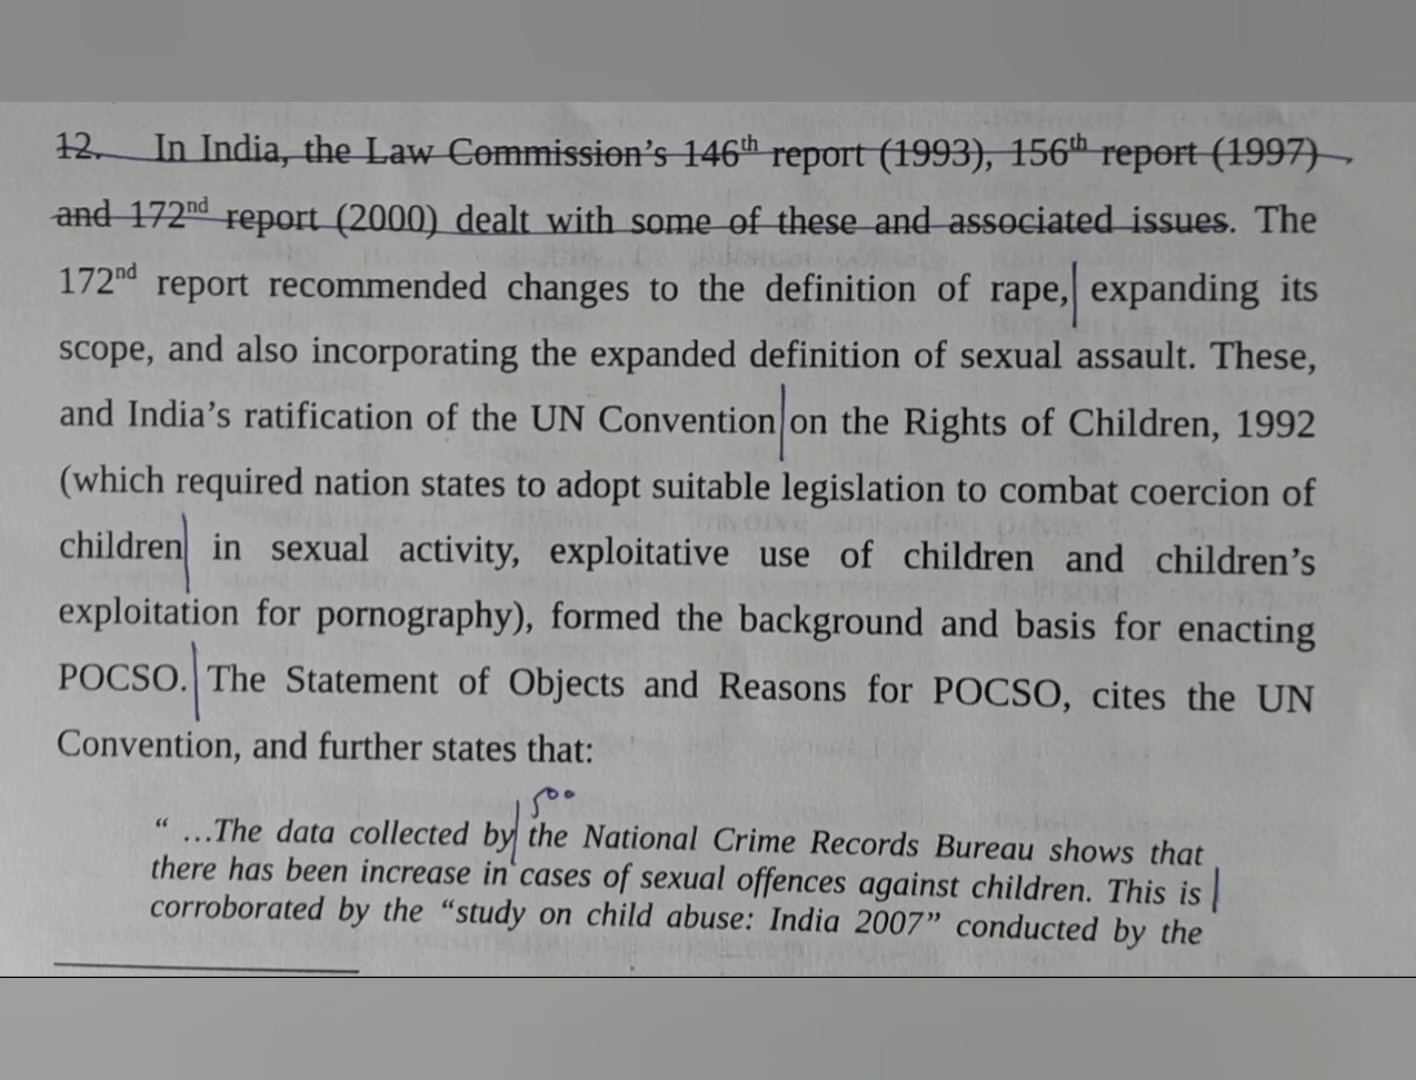 12. In India, the Law Commission’s 146th report (1993), 156th report (1997)
and 172nd report (2000) dealt with some of these and associated issues. The
172nd report recommended changes to the definition of rape, expanding its
scope, and also incorporating the expanded definition of sexual assault. These,
and India’s ratification of the UN Convention on the Rights of Children, 1992
(which required nation states to adopt suitable legislation to combat coercion of
children in sexual activity, exploitative use of children and children’s
exploitation for pornography), formed the background and basis for enacting
POCSO. The Statement of Objects and Reasons for POCSO, cites the UN
Convention, and further states that:
500
“ …The data collected by the National Crime Records Bureau shows that
there has been increase in cases of sexual offences against children. This is
corroborated by the “study on child abuse: India 2007” conducted by the